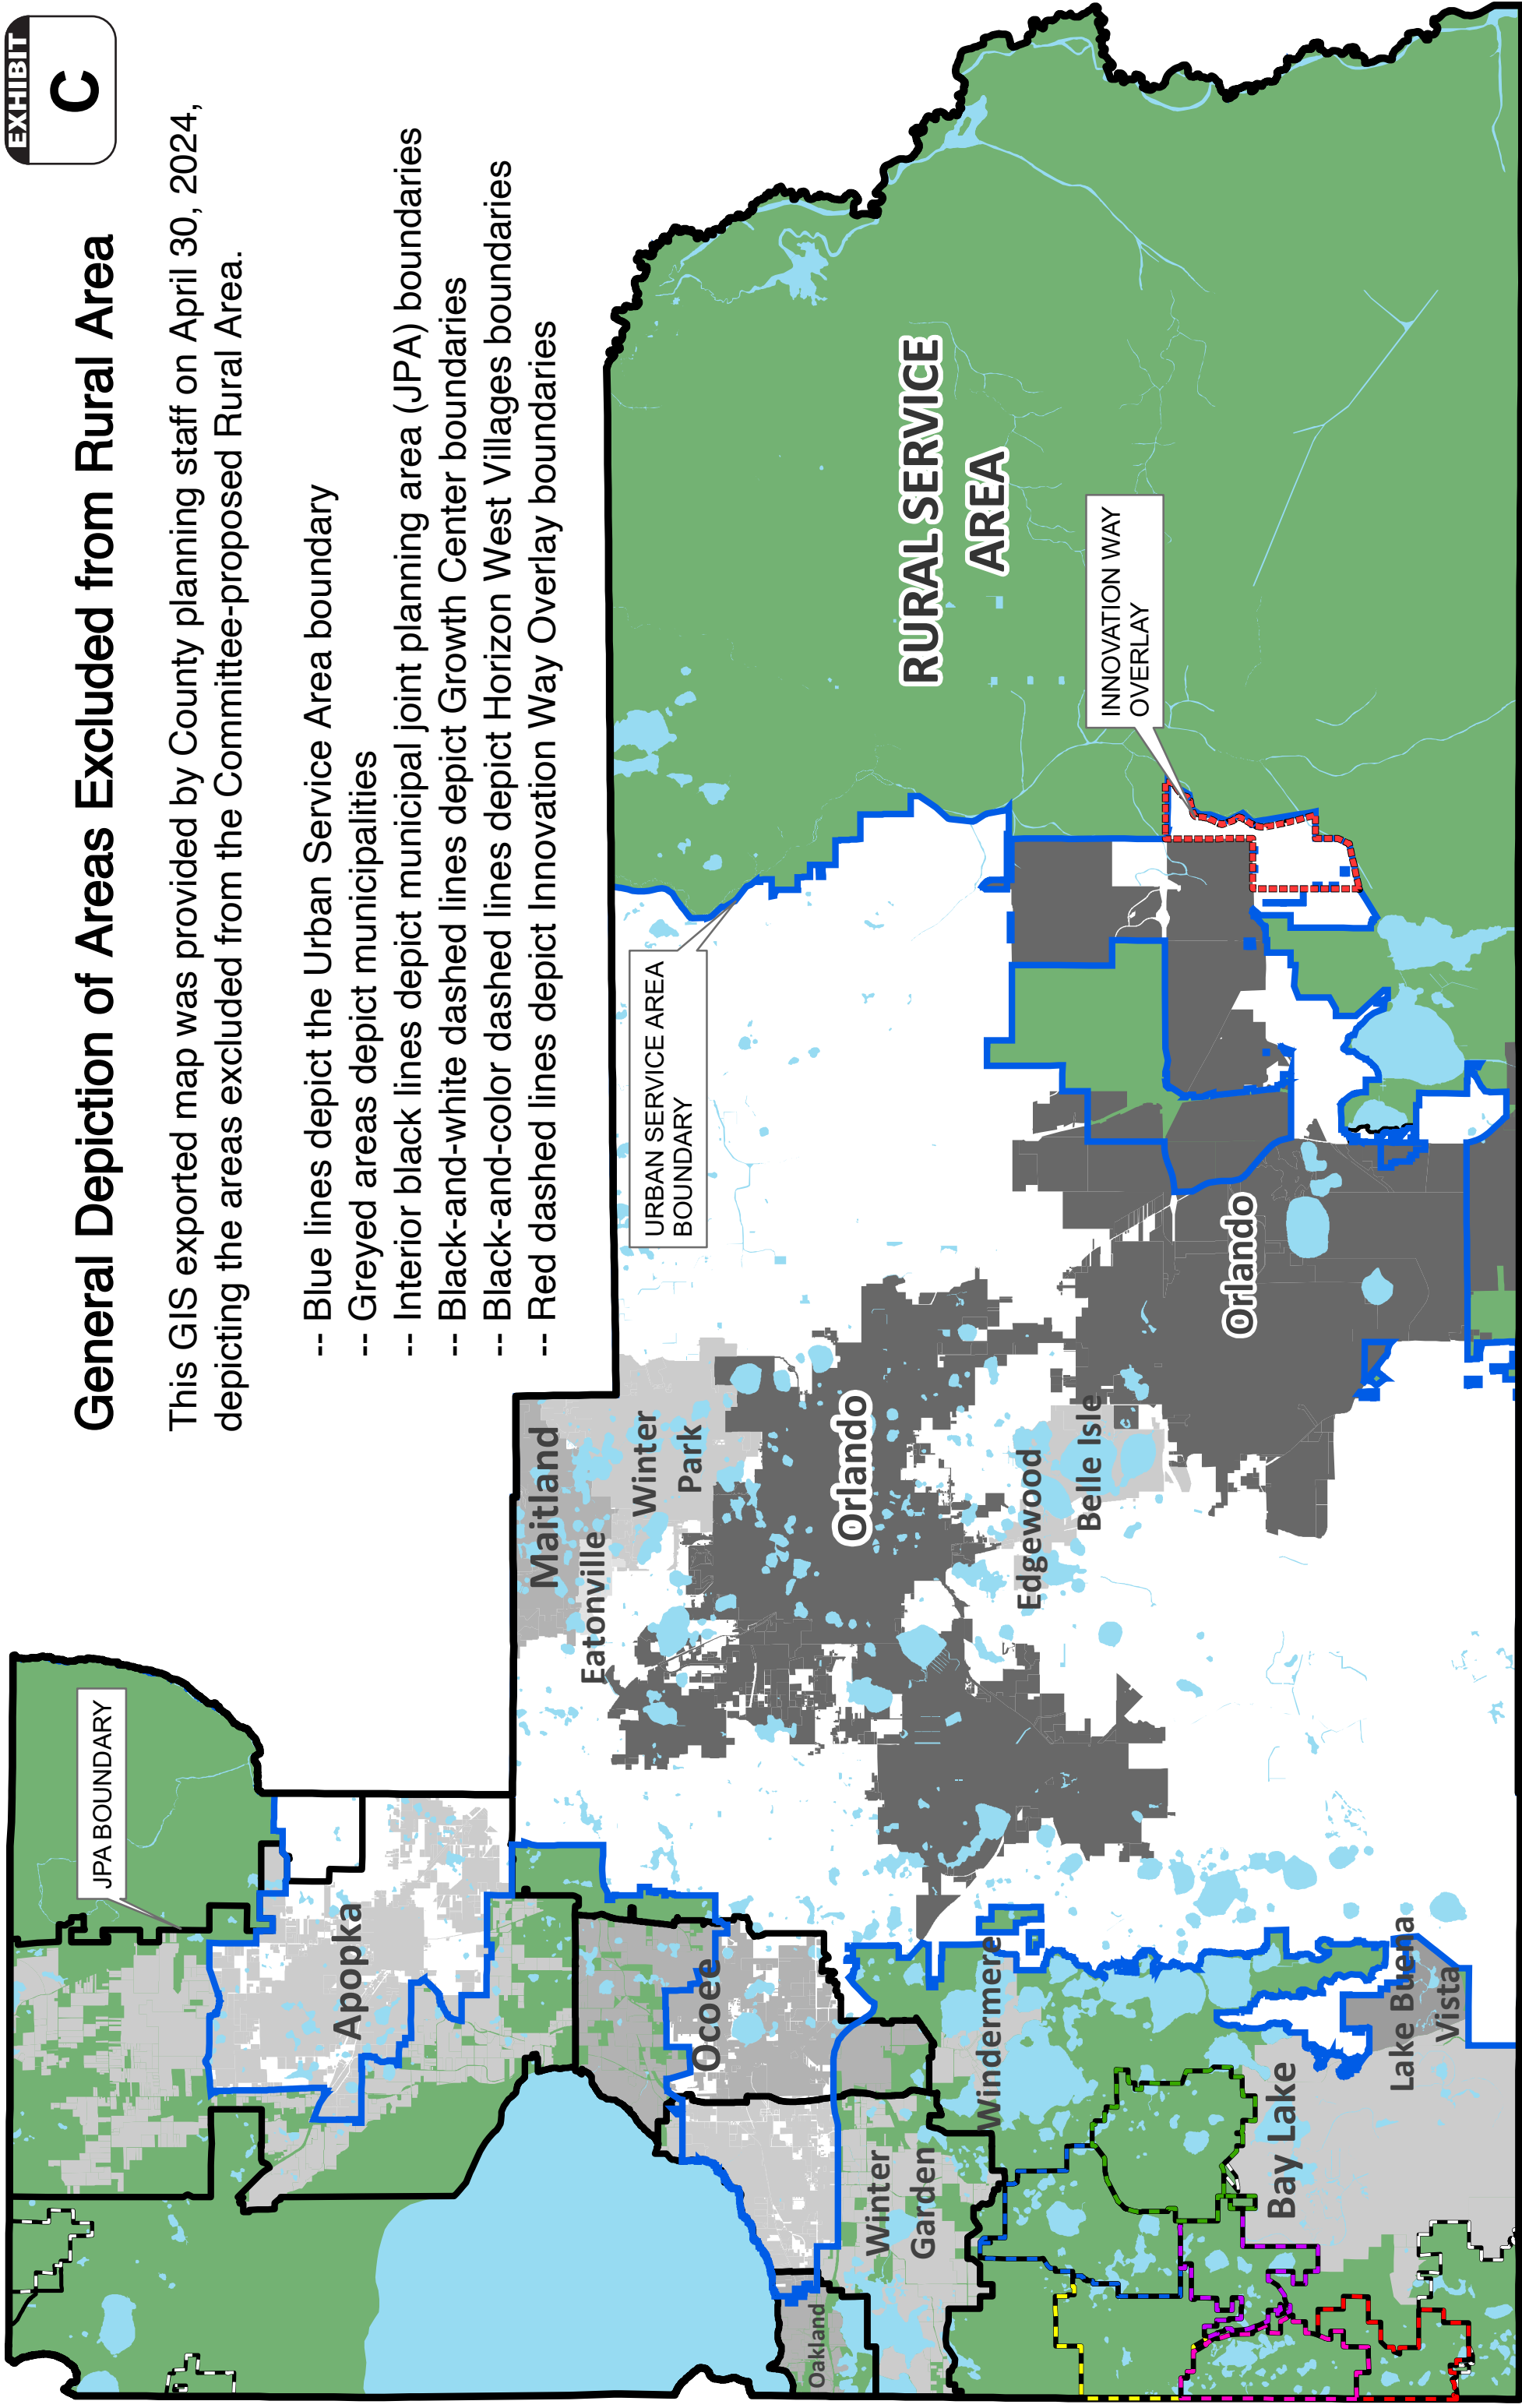 EXHIBIT
C
General Depiction of Areas Excluded from Rural Area
This GIS exported map was provided by County planning staff on April 30, 2024,
depicting the areas excluded from the Committee-proposed Rural Area.
-- Blue lines depict the Urban Service Area boundary
-- Greyed areas depict municipalities
-- Interior black lines depict municipal joint planning area (JPA) boundaries
-- Black-and-white dashed lines depict Growth Center boundaries
-- Black-and-color dashed lines depict Horizon West Villages boundaries
-- Red dashed lines depict Innovation Way Overlay boundaries
JPA BOUNDARY
Apopka
Maitland
Eatonville
Winter
Park
URBAN SERVICE AREA
BOUNDARY
Ocoee
Oakland
Winter
Garden
Orlando
RURAL SERVICE
AREA
Windermere
Edgewood
Belle Isle
INNOVATION WAY
OVERLAY
Orlando
Bay Lake
Lake Buena
Vista